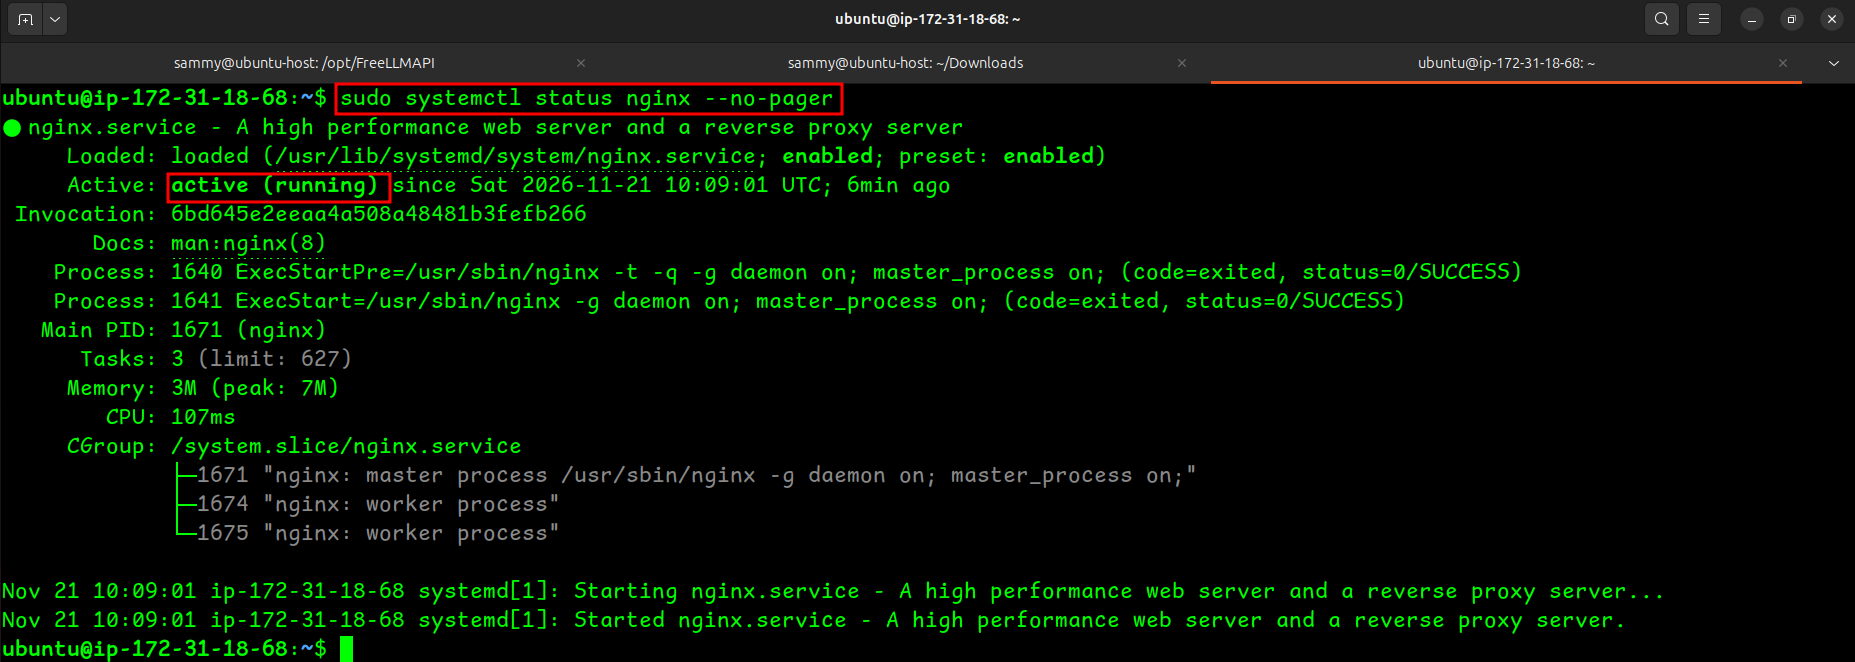 ubuntu@ip-172-31-18-68: ~
sammy@ubuntu-host: /opt/FreeLLMAPI
sammy@ubuntu-host: ~/Downloads
ubuntu@ip-172-31-18-68: ~
ubuntu@ip-172-31-18-68:~$ sudo systemctl status nginx --no-pager
● nginx.service - A high performance web server and a reverse proxy server
Loaded: loaded (/usr/lib/systemd/system/nginx.service; enabled; preset: enabled)
Active: active (running) since Sat 2026-11-21 10:09:01 UTC; 6min ago
Invocation: 6bd645e2eeaa4a508a48481b3fefb266
Docs: man:nginx(8)
Process: 1640 ExecStartPre=/usr/sbin/nginx -t -q -g daemon on; master_process on; (code=exited, status=0/SUCCESS)
Process: 1641 ExecStart=/usr/sbin/nginx -g daemon on; master_process on; (code=exited, status=0/SUCCESS)
Main PID: 1671 (nginx)
Tasks: 3 (limit: 627)
Memory: 3M (peak: 7M)
CPU: 107ms
CGroup: /system.slice/nginx.service
├─1671 "nginx: master process /usr/sbin/nginx -g daemon on; master_process on;"
├─1674 "nginx: worker process"
└─1675 "nginx: worker process"
Nov 21 10:09:01 ip-172-31-18-68 systemd[1]: Starting nginx.service - A high performance web server and a reverse proxy server...
Nov 21 10:09:01 ip-172-31-18-68 systemd[1]: Started nginx.service - A high performance web server and a reverse proxy server.
ubuntu@ip-172-31-18-68:~$